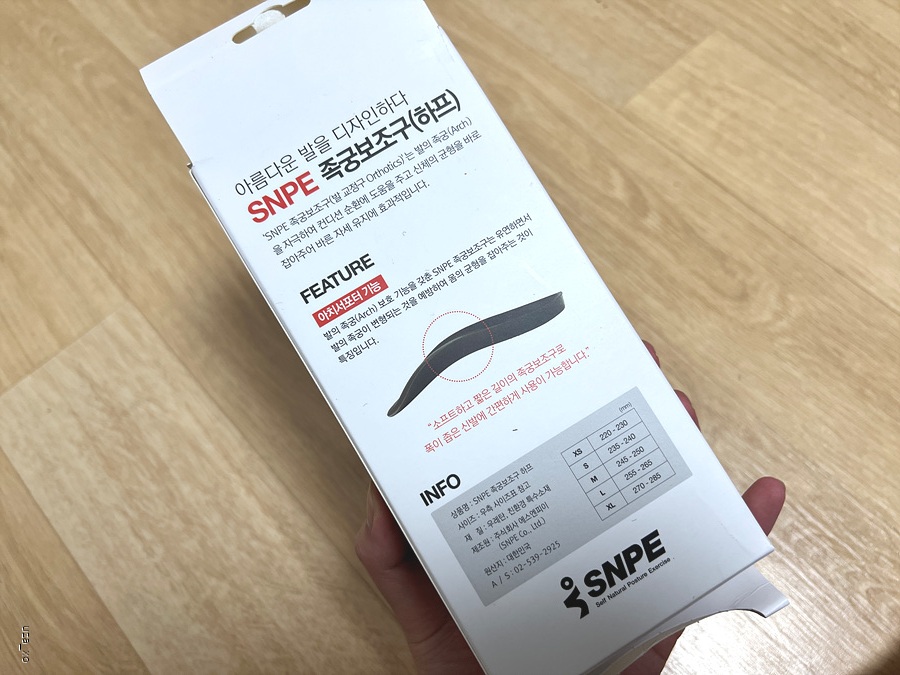 아름다운 발을 디자인하다
SNPE 족궁보조구(하프)
'SNPE 족궁보조구(발 교정구 Orthotics)'는 발의 족궁(Arch)
을 자극하여 컨디션 순환에 도움을 주고 신체의 균형을 바로
잡아주어 바른 자세 유지에 효과적입니다.
FEATURE
아치서포터 기능
발의 족궁(Arch) 보호 기능을 갖춘 SNPE 족궁보조구는 유연하면서
발의 족궁이 변형되는 것을 예방하며 몸의 균형을 잡아주는 것이
특징입니다.
"소프트하고 짧은 길이의 족궁보조구로
폭이 좁은 신발에 간편하게 사용이 가능합니다."
INFO
상품명 : SNPE 족궁보조구 하프
사이즈 : 우측 사이즈표 참고
재 질 : 우레탄, 친환경 특수소재
제조원 : 주식회사 에스엔피이
(SNPE Co., Ltd.)
원산지 : 대한민국
A / S : 02-539-2925
(mm)
XS 220 - 230
S 235 - 240
M 245 - 250
L 255 - 265
XL 270 - 285
SNPE
Self Natural Posture Exercise